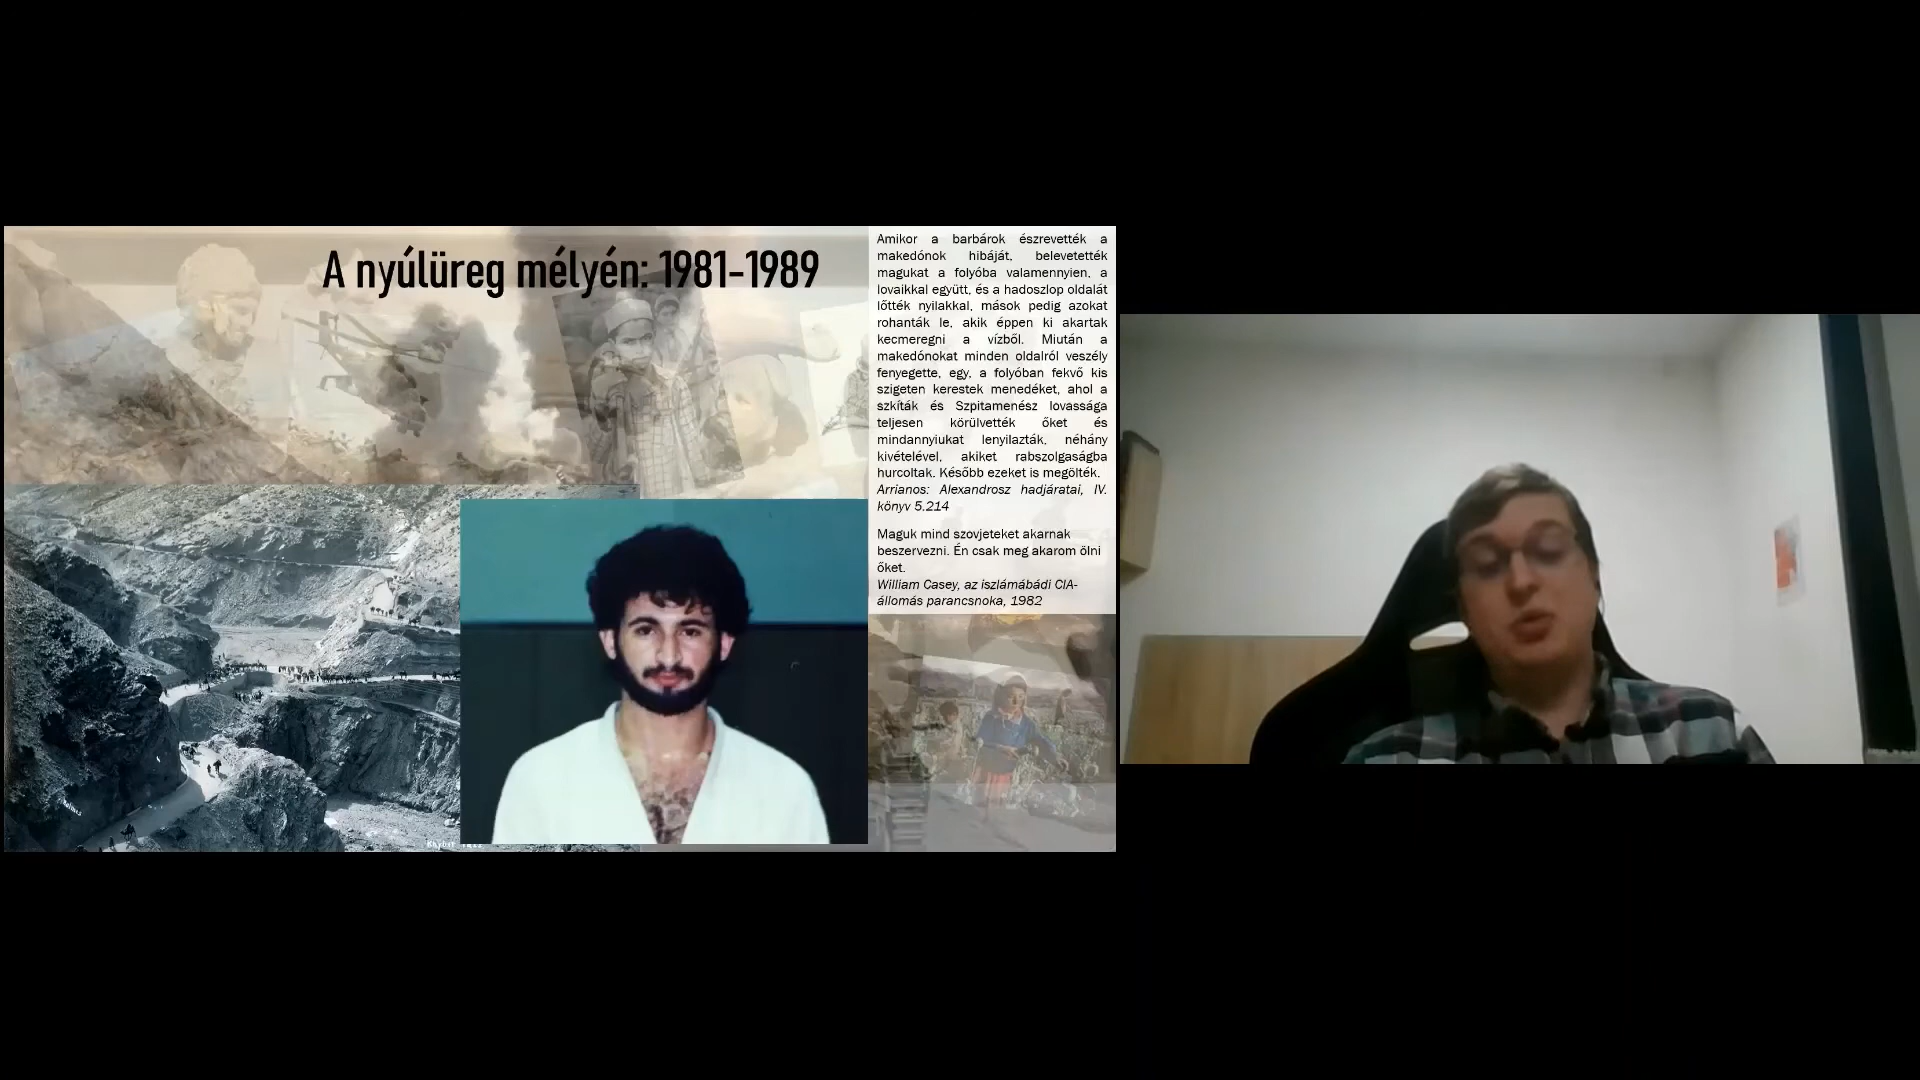 A nyúlüreg mélyén: 1981-1989
Amikor a barbárok észrevették a
makedónok hibáját, belevetették
magukat a folyóba valamennyien, a
lovaikkal együtt, és a hadoszlop oldalát
lőtték nyilakkal, mások pedig azokat
rohanták le, akik éppen ki akartak
kecmeregni a vízből. Miután a
makedónokat minden oldalról veszély
fenyegette, egy, a folyóban fekvő kis
szigeten kerestek menedéket, ahol a
szkíták és Szpitamenész lovassága
teljesen körülvették őket és
mindannyiukat lenyilazták, néhány
kivételével, akiket rabszolgaságba
hurcoltak. Később ezeket is megölték.
Arrianos: Alexandrosz hadjáratai, IV.
könyv 5.214
Maguk mind szovjeteket akarnak
beszervezni. Én csak meg akarom ölni
őket.
William Casey, az iszlámábádi CIA-
állomás parancsnoka, 1982